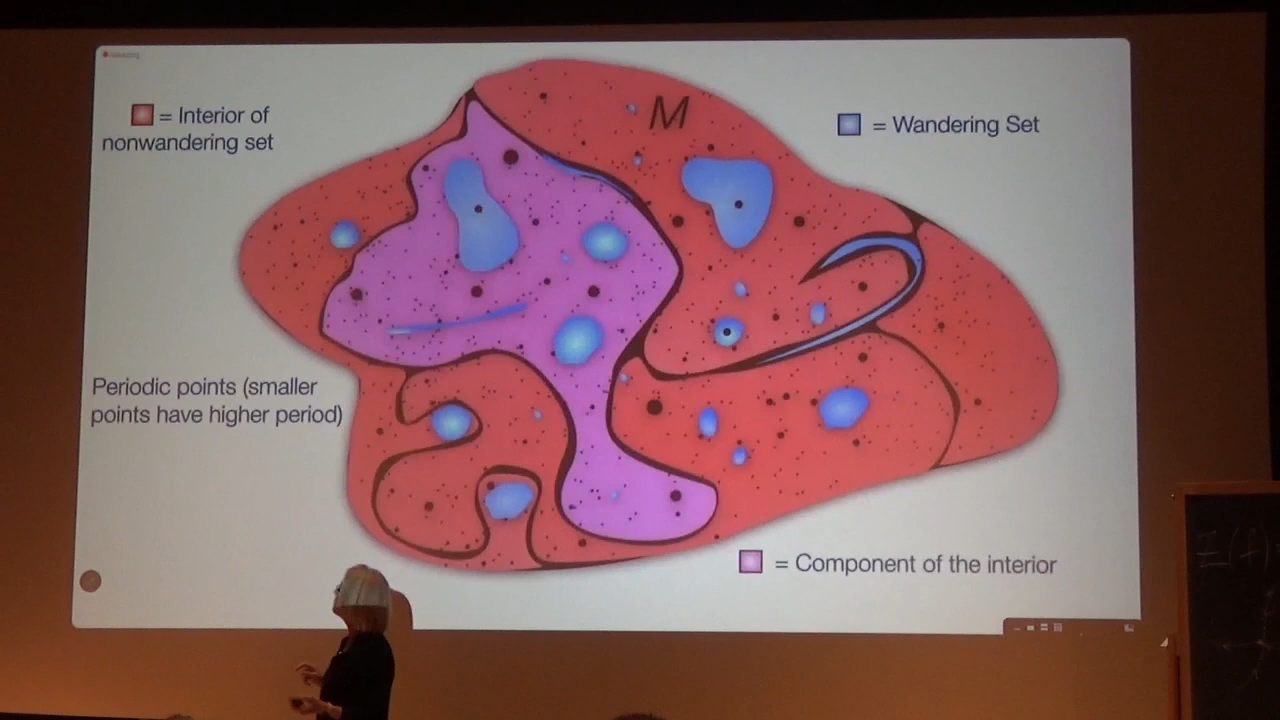 = Interior of
nonwandering set
M
= Wandering Set
Periodic points (smaller
points have higher period)
= Component of the interior